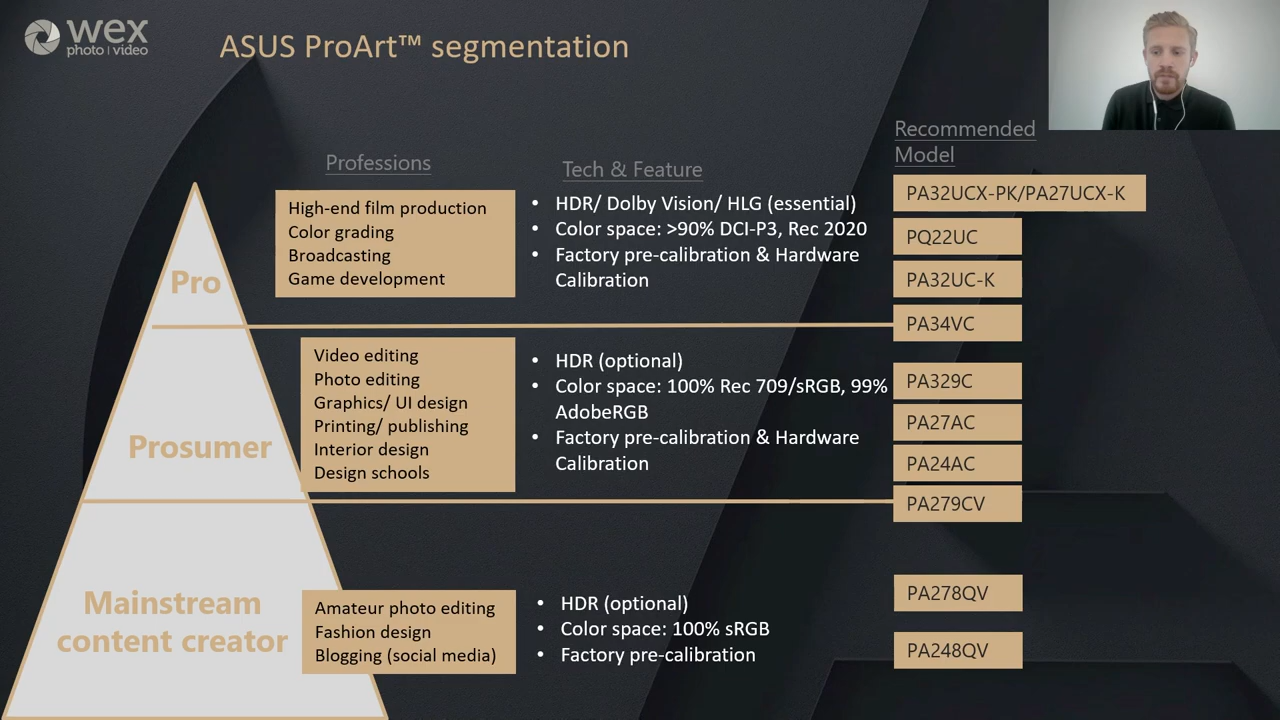 wex
photo | video
ASUS ProArt™ segmentation
Professions
Tech & Feature
Recommended
Model
Pro
High-end film production
Color grading
Broadcasting
Game development
• HDR/ Dolby Vision/ HLG (essential)
• Color space: >90% DCI-P3, Rec 2020
• Factory pre-calibration & Hardware
Calibration
PA32UCX-PK/PA27UCX-K
PQ22UC
PA32UC-K
PA34VC
Prosumer
Video editing
Photo editing
Graphics/ UI design
Printing/ publishing
Interior design
Design schools
• HDR (optional)
• Color space: 100% Rec 709/sRGB, 99%
AdobeRGB
• Factory pre-calibration & Hardware
Calibration
PA329C
PA27AC
PA24AC
PA279CV
Mainstream
content creator
Amateur photo editing
Fashion design
Blogging (social media)
• HDR (optional)
• Color space: 100% sRGB
• Factory pre-calibration
PA278QV
PA248QV